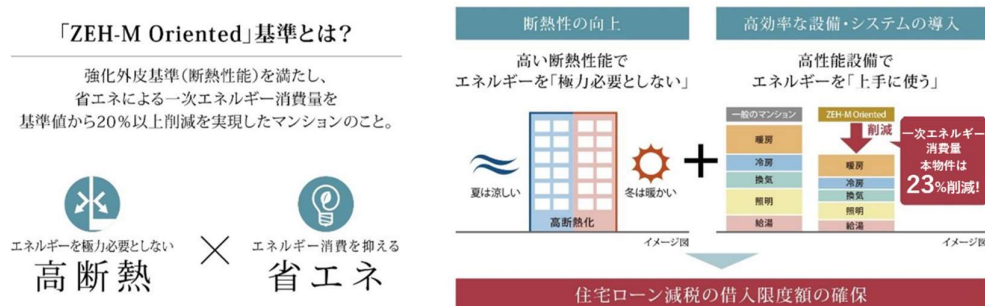 「ZEH-M Oriented」基準とは？
強化外皮基準（断熱性能）を満たし、
省エネによる一次エネルギー消費量を
基準値から20％以上削減を実現したマンションのこと。
エネルギーを極力必要としない
高断熱
×
エネルギー消費を抑える
省エネ
断熱性の向上
高い断熱性能で
エネルギーを「極力必要としない」
夏は涼しい
冬は暖かい
高断熱化
イメージ図
+
高効率な設備・システムの導入
高性能設備で
エネルギーを「上手に使う」
一般のマンション
暖房
冷房
換気
照明
給湯
ZEH-M Oriented
削減
暖房
冷房
換気
照明
給湯
一次エネルギー
消費量
本物件は
23%削減!
イメージ図
住宅ローン減税の借入限度額の確保